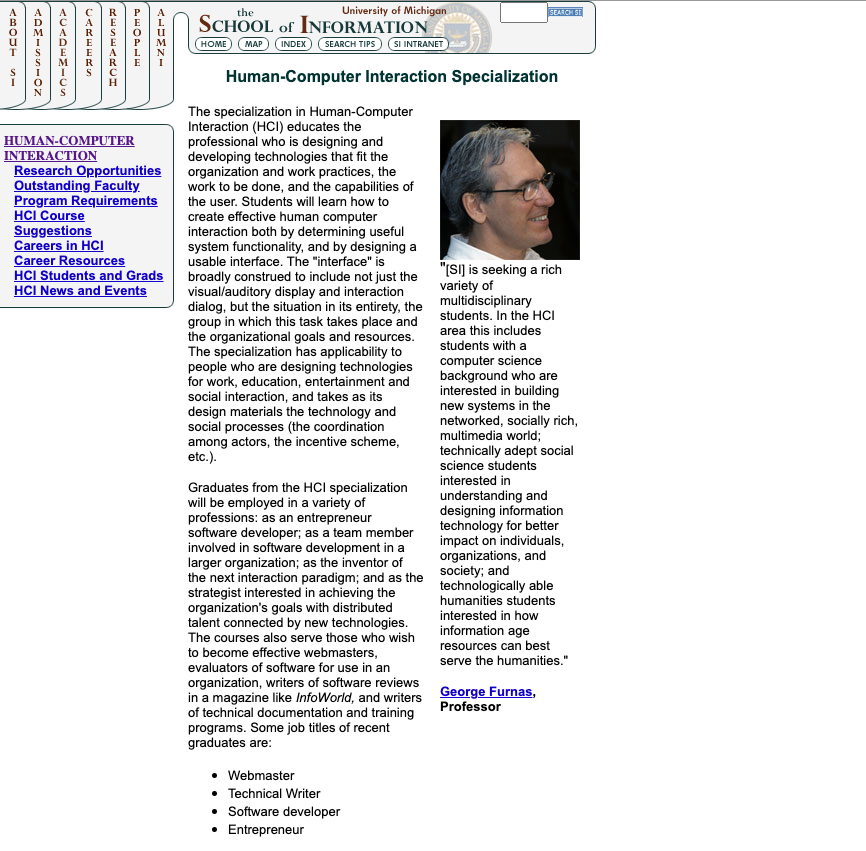 ABOUT SI
ADMISSION
ACADEMICS
CAREERS
RESEARCH
PEOPLE
ALUMNI
University of Michigan
the
SCHOOL of INFORMATION
SEARCH SI
HOME
MAP
INDEX
SEARCH TIPS
SI INTRANET
HUMAN-COMPUTER
INTERACTION
Research Opportunities
Outstanding Faculty
Program Requirements
HCI Course
Suggestions
Careers in HCI
Career Resources
HCI Students and Grads
HCI News and Events
Human-Computer Interaction Specialization
The specialization in Human-Computer
Interaction (HCI) educates the
professional who is designing and
developing technologies that fit the
organization and work practices, the
work to be done, and the capabilities of
the user. Students will learn how to
create effective human computer
interaction both by determining useful
system functionality, and by designing a
usable interface. The "interface" is
broadly construed to include not just the
visual/auditory display and interaction
dialog, but the situation in its entirety, the
group in which this task takes place and
the organizational goals and resources.
The specialization has applicability to
people who are designing technologies
for work, education, entertainment and
social interaction, and takes as its
design materials the technology and
social processes (the coordination
among actors, the incentive scheme,
etc.).
Graduates from the HCI specialization
will be employed in a variety of
professions: as an entrepreneur
software developer; as a team member
involved in software development in a
larger organization; as the inventor of
the next interaction paradigm; and as the
strategist interested in achieving the
organization's goals with distributed
talent connected by new technologies.
The courses also serve those who wish
to become effective webmasters,
evaluators of software for use in an
organization, writers of software reviews
in a magazine like InfoWorld, and writers
of technical documentation and training
programs. Some job titles of recent
graduates are:
• Webmaster
• Technical Writer
• Software developer
• Entrepreneur
"[SI] is seeking a rich
variety of
multidisciplinary
students. In the HCI
area this includes
students with a
computer science
background who are
interested in building
new systems in the
networked, socially rich,
multimedia world;
technically adept social
science students
interested in
understanding and
designing information
technology for better
impact on individuals,
organizations, and
society; and
technologically able
humanities students
interested in how
information age
resources can best
serve the humanities."
George Furnas,
Professor